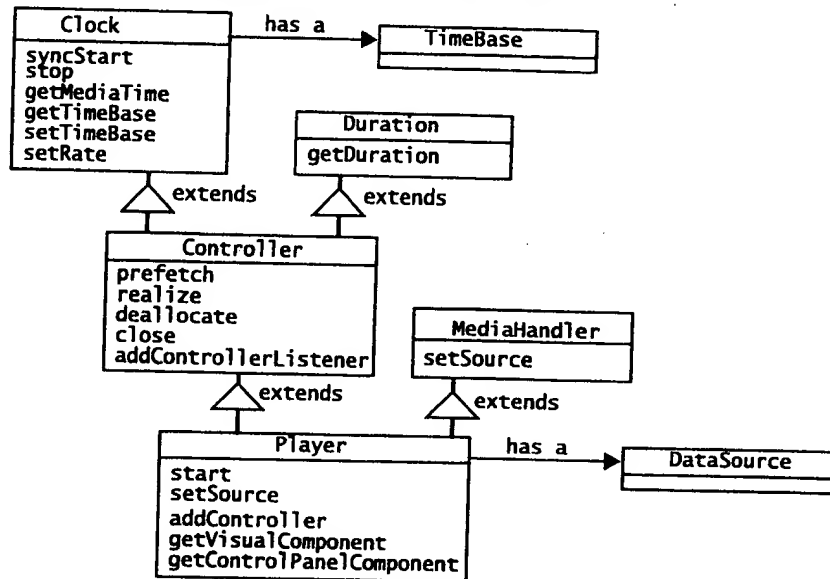 Clock
has a
TimeBase
syncStart
stop
getMediaTime
getTimeBase
setTimeBase
setRate
Duration
getDuration
extends
extends
Controller
prefetch
realize
deallocate
close
addControllerListener
MediaHandler
setSource
extends
extends
Player
has a
DataSource
start
setSource
addController
getVisualComponent
getControlPanelComponent